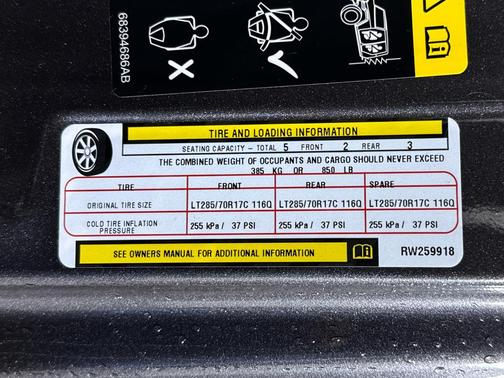 68394686AB
TIRE AND LOADING INFORMATION
SEATING CAPACITY - TOTAL 5 FRONT 2 REAR 3
THE COMBINED WEIGHT OF OCCUPANTS AND CARGO SHOULD NEVER EXCEED
385 KG OR 850 LB
TIRE FRONT REAR SPARE
ORIGINAL TIRE SIZE LT285/70R17C 116Q LT285/70R17C 116Q LT285/70R17C 116Q
COLD TIRE INFLATION PRESSURE 255 kPa / 37 PSI 255 kPa / 37 PSI 255 kPa / 37 PSI
SEE OWNERS MANUAL FOR ADDITIONAL INFORMATION RW259918